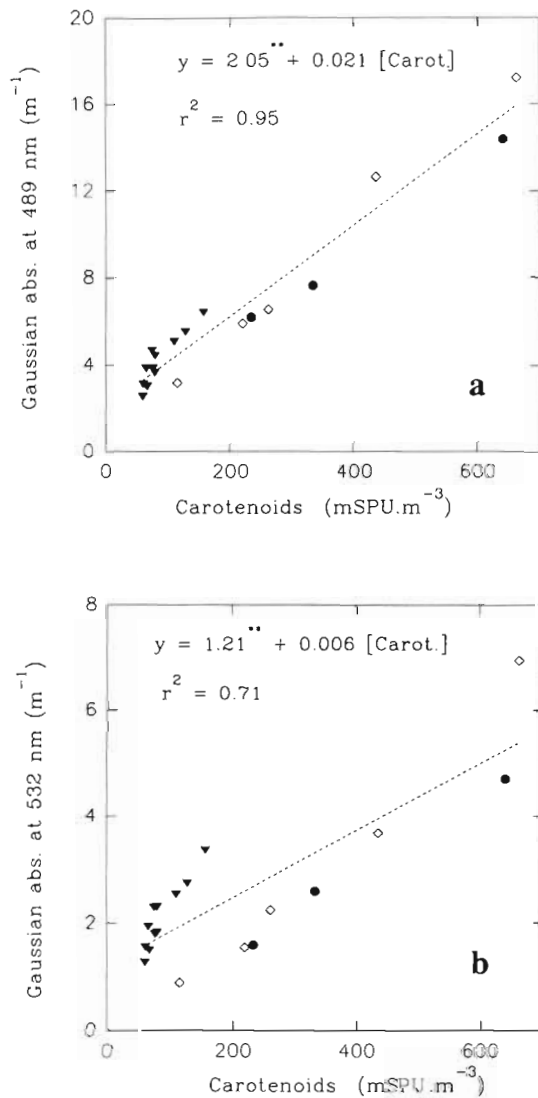 20
y = 2 05•• + 0.021 [Carot.]
16
r² = 0.95
12
8
4
0
Gaussian abs. at 489 nm (m⁻¹)
a
0 200 400 600
Carotenoids (mSPU.m⁻³)
8
y = 1.21•• + 0.006 [Carot.]
r² = 0.71
6
4
2
0
Gaussian abs. at 532 nm (m⁻¹)
b
0 200 400 600
Carotenoids (mSPU.m⁻³)